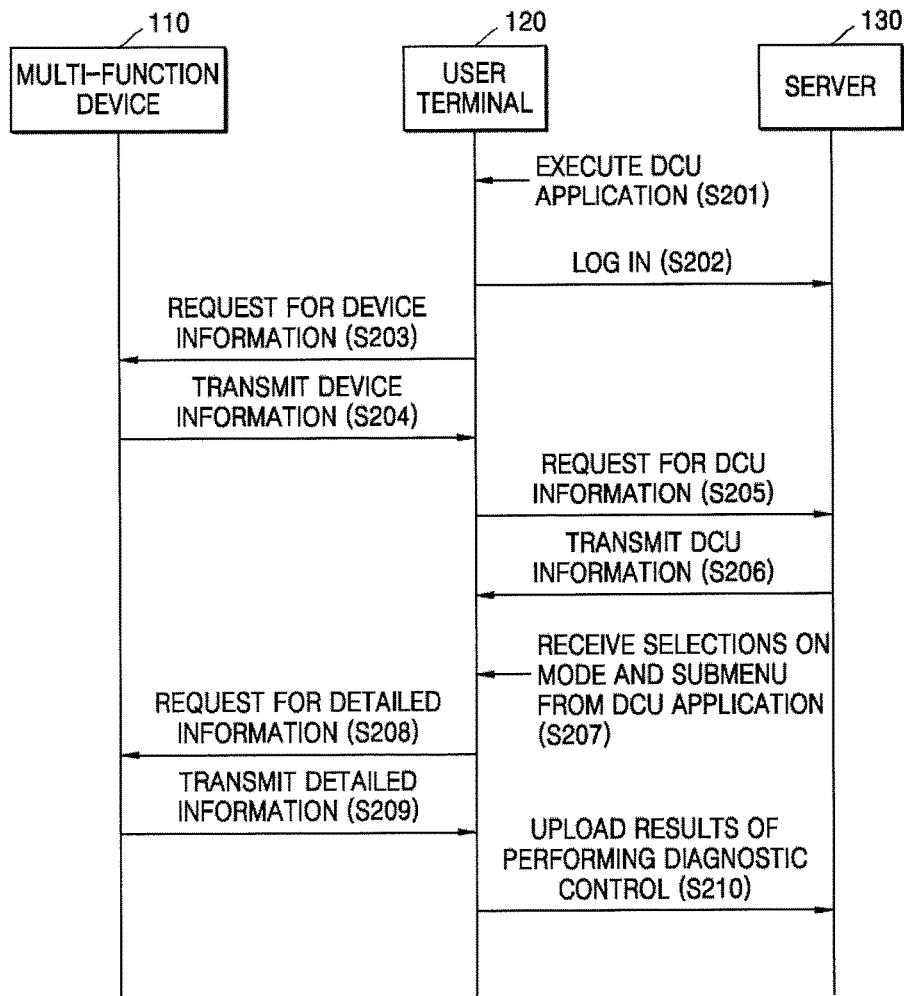 110
120
130
MULTI-FUNCTION
DEVICE
USER
TERMINAL
SERVER
EXECUTE DCU
APPLICATION (S201)
LOG IN (S202)
REQUEST FOR DEVICE
INFORMATION (S203)
TRANSMIT DEVICE
INFORMATION (S204)
REQUEST FOR DCU
INFORMATION (S205)
TRANSMIT DCU
INFORMATION (S206)
RECEIVE SELECTIONS ON
MODE AND SUBMENU
FROM DCU APPLICATION
(S207)
REQUEST FOR DETAILED
INFORMATION (S208)
TRANSMIT DETAILED
INFORMATION (S209)
UPLOAD RESULTS OF
PERFORMING DIAGNOSTIC
CONTROL (S210)